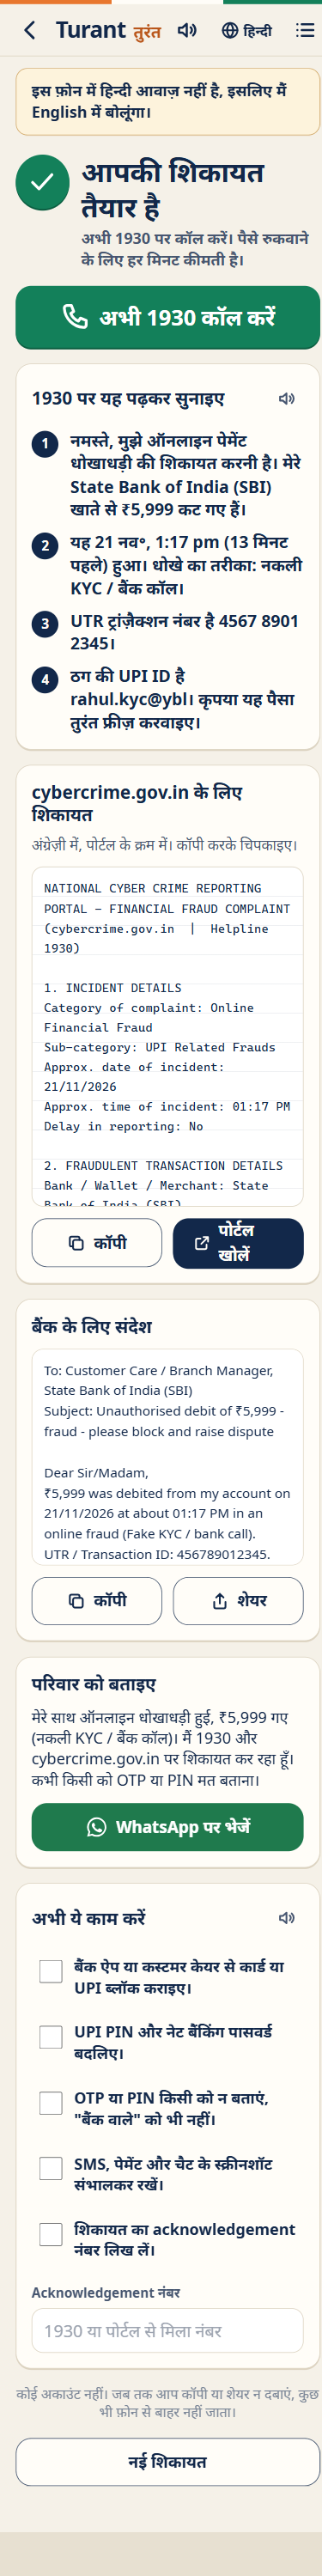 Turant तुरंत
हिन्दी
इस फ़ोन में हिन्दी आवाज़ नहीं है, इसलिए मैं
English में बोलूंगा।
आपकी शिकायत
तैयार है
अभी 1930 पर कॉल करें। पैसे रुकवाने
के लिए हर मिनट कीमती है।
अभी 1930 कॉल करें
1930 पर यह पढ़कर सुनाइए
1 नमस्ते, मुझे ऑनलाइन पेमेंट
धोखाधड़ी की शिकायत करनी है। मेरे
State Bank of India (SBI)
खाते से ₹5,999 कट गए हैं।
2 यह 21 नव॰, 1:17 pm (13 मिनट
पहले) हुआ। धोखे का तरीका: नकली
KYC / बैंक कॉल।
3 UTR ट्रांज़ैक्शन नंबर है 4567 8901
2345।
4 ठग की UPI ID है
rahul.kyc@ybl। कृपया यह पैसा
तुरंत फ्रीज़ करवाइए।
cybercrime.gov.in के लिए
शिकायत
अंग्रेज़ी में, पोर्टल के क्रम में। कॉपी करके चिपकाइए।
NATIONAL CYBER CRIME REPORTING
PORTAL - FINANCIAL FRAUD COMPLAINT
(cybercrime.gov.in | Helpline
1930)
1. INCIDENT DETAILS
Category of complaint: Online
Financial Fraud
Sub-category: UPI Related Frauds
Approx. date of incident:
21/11/2026
Approx. time of incident: 01:17 PM
Delay in reporting: No
2. FRAUDULENT TRANSACTION DETAILS
Bank / Wallet / Merchant: State
Bank of India (SBI)
कॉपी
पोर्टल
खोलें
बैंक के लिए संदेश
To: Customer Care / Branch Manager,
State Bank of India (SBI)
Subject: Unauthorised debit of ₹5,999 -
fraud - please block and raise dispute
Dear Sir/Madam,
₹5,999 was debited from my account on
21/11/2026 at about 01:17 PM in an
online fraud (Fake KYC / bank call).
UTR / Transaction ID: 456789012345.
कॉपी
शेयर
परिवार को बताइए
मेरे साथ ऑनलाइन धोखाधड़ी हुई, ₹5,999 गए
(नकली KYC / बैंक कॉल)। मैं 1930 और
cybercrime.gov.in पर शिकायत कर रहा हूँ।
कभी किसी को OTP या PIN मत बताना।
WhatsApp पर भेजें
अभी ये काम करें
बैंक ऐप या कस्टमर केयर से कार्ड या
UPI ब्लॉक कराइए।
UPI PIN और नेट बैंकिंग पासवर्ड
बदलिए।
OTP या PIN किसी को न बताएं,
"बैंक वाले" को भी नहीं।
SMS, पेमेंट और चैट के स्क्रीनशॉट
संभालकर रखें।
शिकायत का acknowledgement
नंबर लिख लें।
Acknowledgement नंबर
1930 या पोर्टल से मिला नंबर
कोई अकाउंट नहीं। जब तक आप कॉपी या शेयर न दबाएं, कुछ
भी फ़ोन से बाहर नहीं जाता।
नई शिकायत